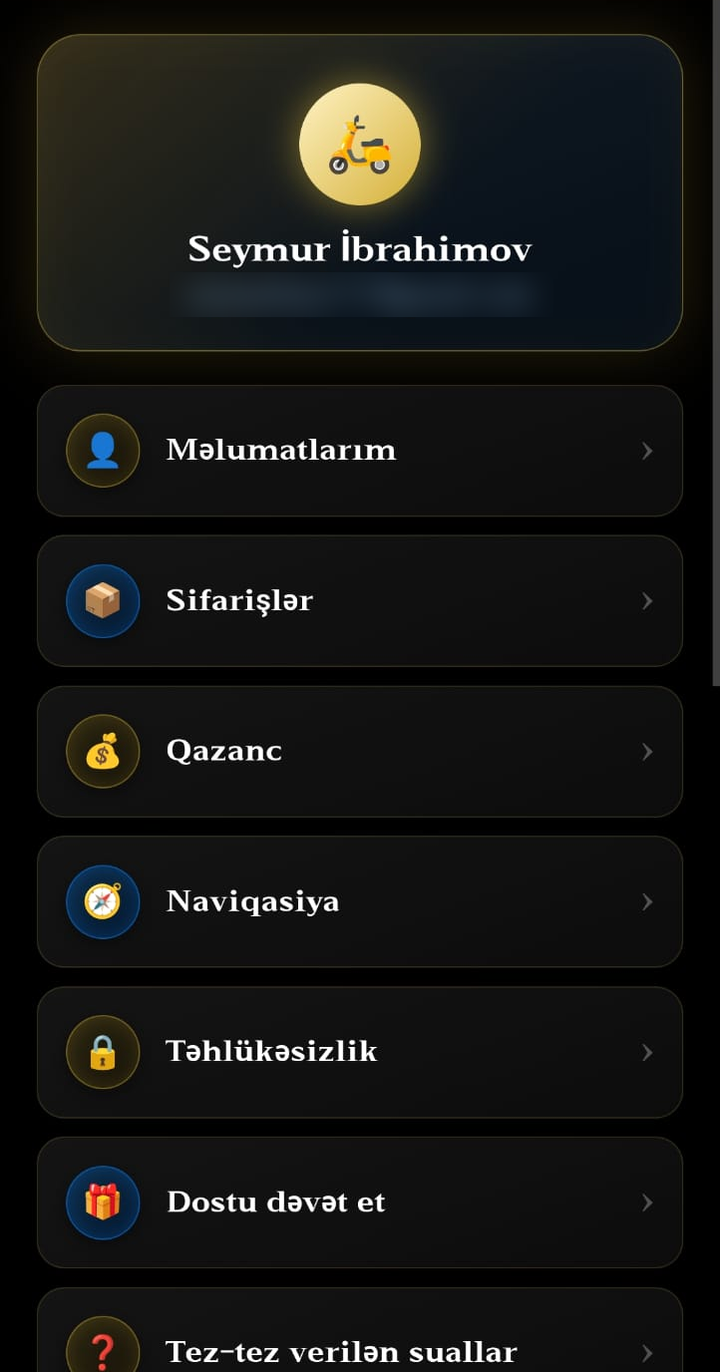 Seymur İbrahimov
Məlumatlarım
Sifarişlər
Qazanc
Naviqasiya
Təhlükəsizlik
Dostu dəvət et
Tez-tez verilən suallar